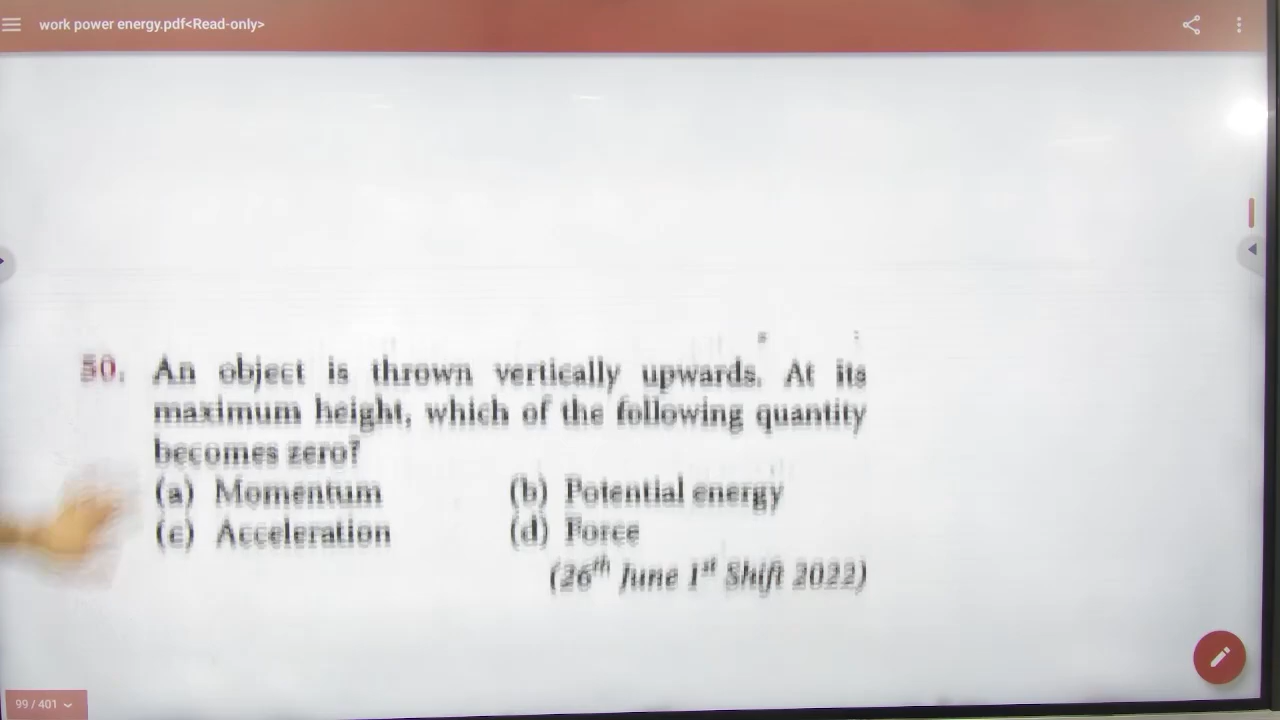 work power energy.pdf<Read-only>
50. An object is thrown vertically upwards. At its
maximum height, which of the following quantity
becomes zero?
(a) Momentum (b) Potential energy
(c) Acceleration (d) Force
(26th June 1st Shift 2022)
99 / 401